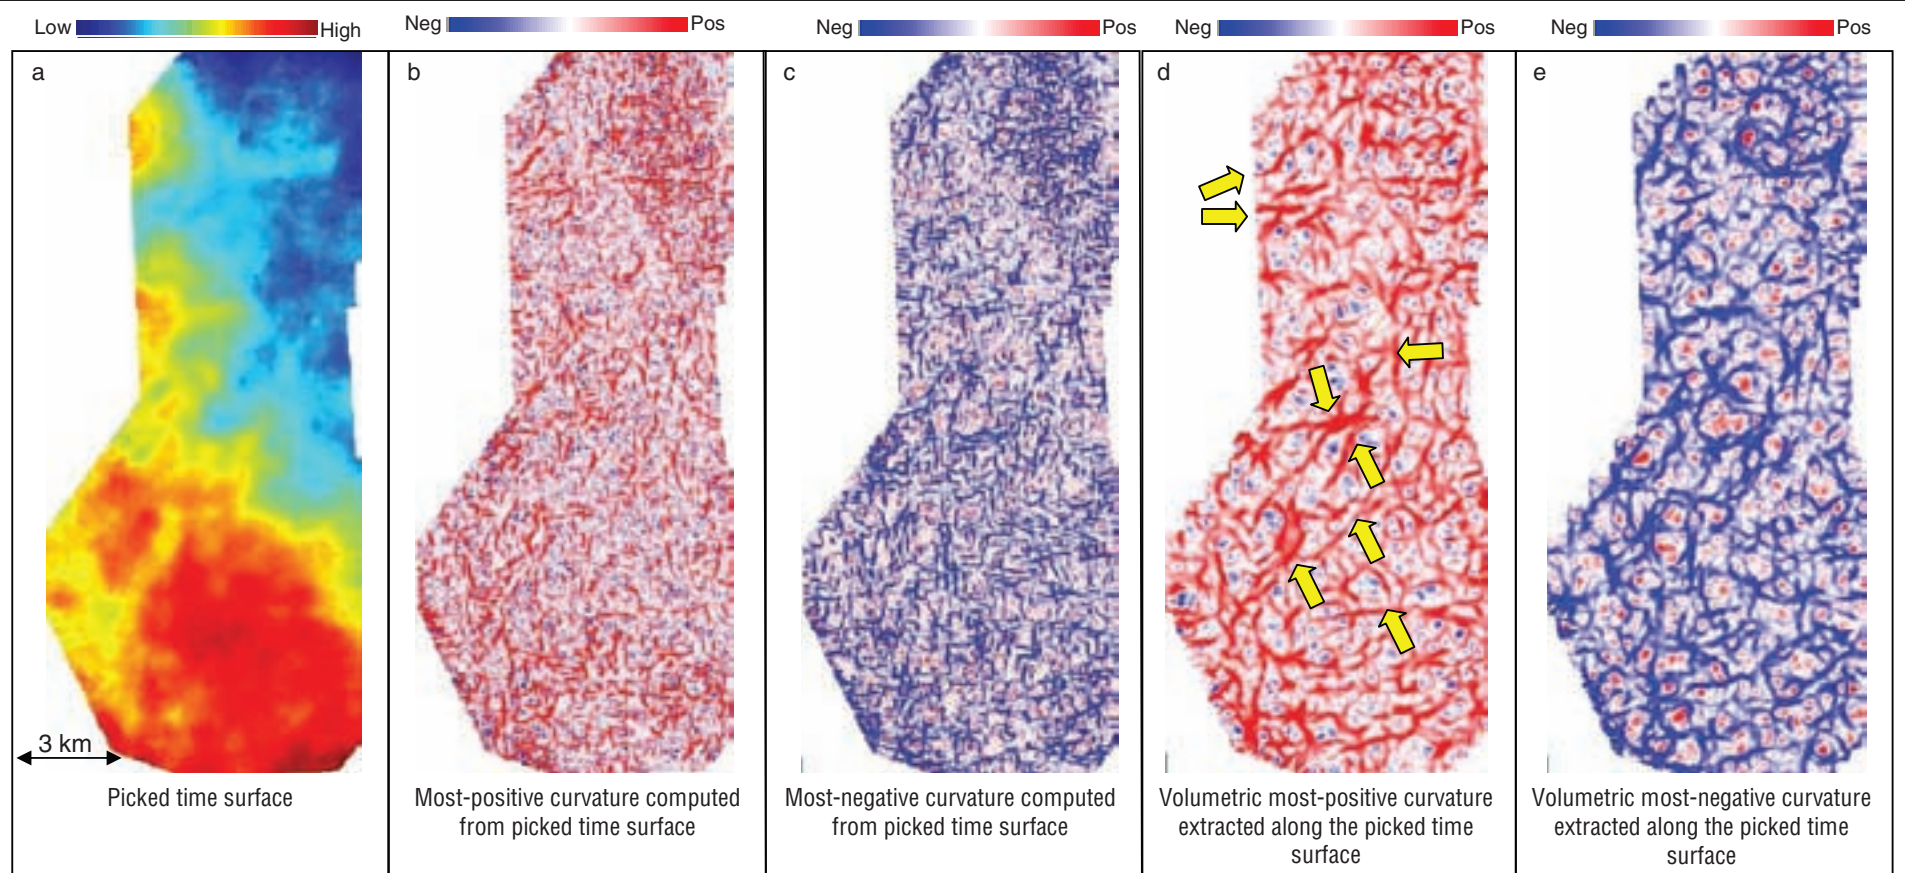 Low High
Neg Pos
Neg Pos
Neg Pos
Neg Pos
a
b
c
d
e
3 km
Picked time surface
Most-positive curvature computed
from picked time surface
Most-negative curvature computed
from picked time surface
Volumetric most-positive curvature
extracted along the picked time
surface
Volumetric most-negative curvature
extracted along the picked time
surface